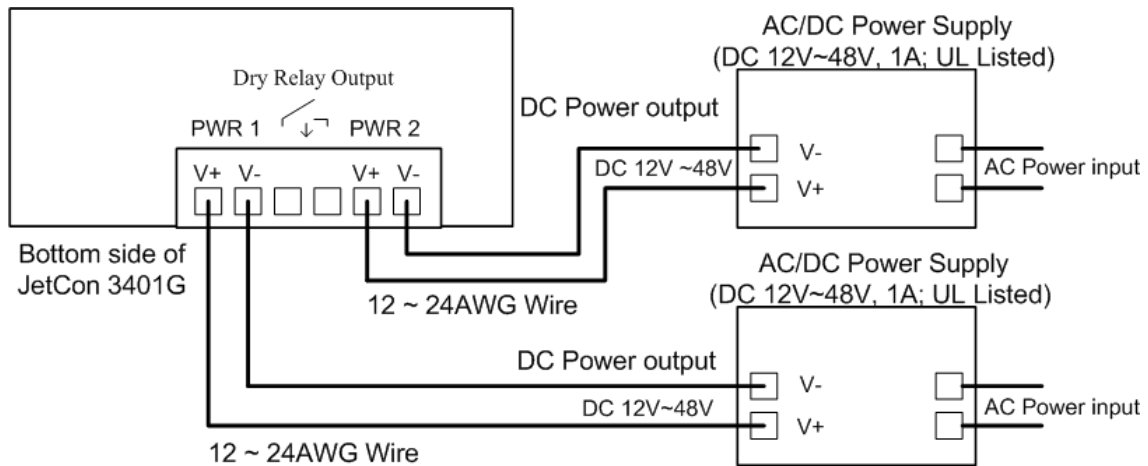 Dry Relay Output
PWR 1
PWR 2
V+ V- V+ V-
Bottom side of
JetCon 3401G
12 ~ 24AWG Wire
12 ~ 24AWG Wire
AC/DC Power Supply
(DC 12V~48V, 1A; UL Listed)
DC Power output
DC 12V ~48V
V-
V+
AC Power input
AC/DC Power Supply
(DC 12V~48V, 1A; UL Listed)
DC Power output
DC 12V~48V
V-
V+
AC Power input